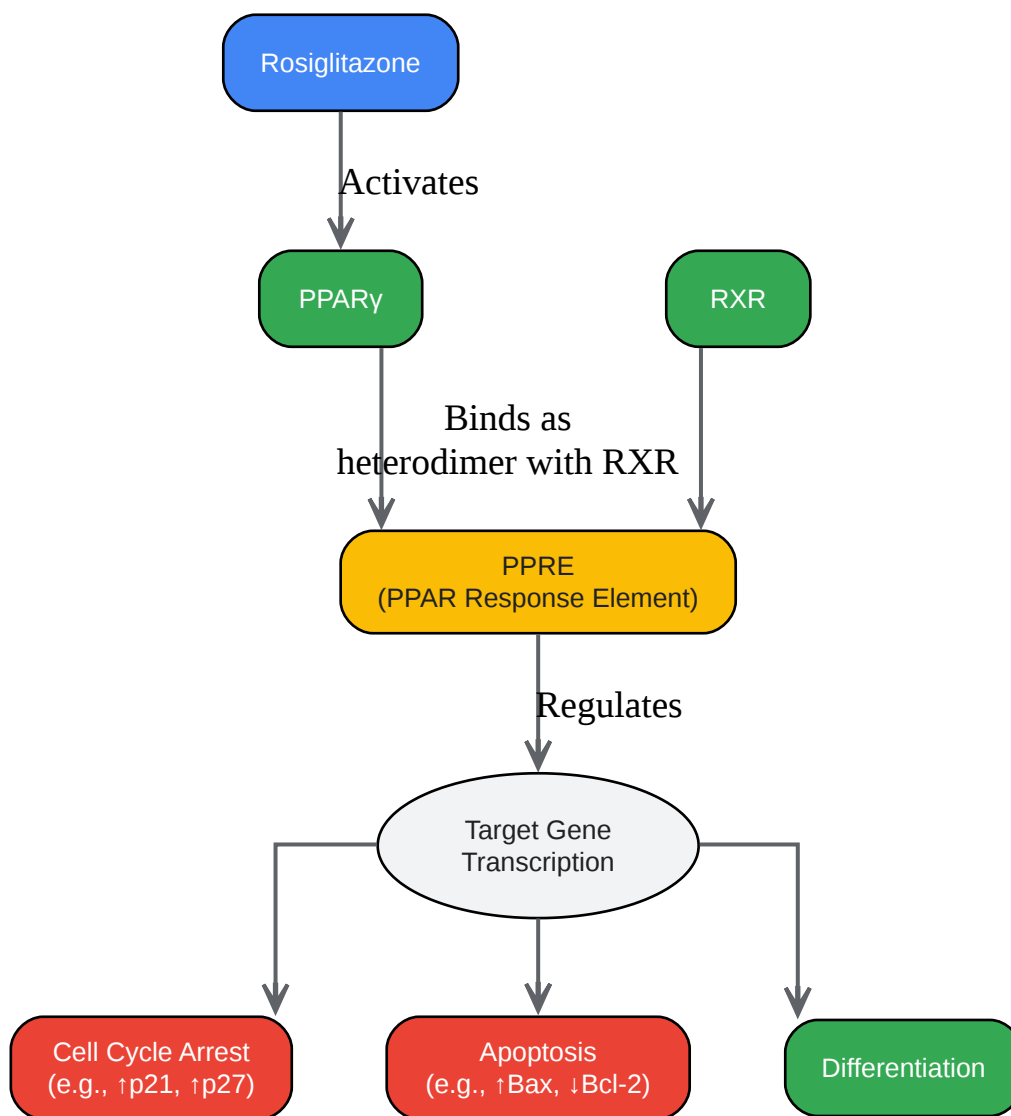 Rosiglitazone
Activates
PPARγ
RXR
Binds as
heterodimer with RXR
PPRE
(PPAR Response Element)
Regulates
Target Gene
Transcription
Cell Cycle Arrest
(e.g., ↑p21, ↑p27)
Apoptosis
(e.g., ↑Bax, ↓Bcl-2)
Differentiation